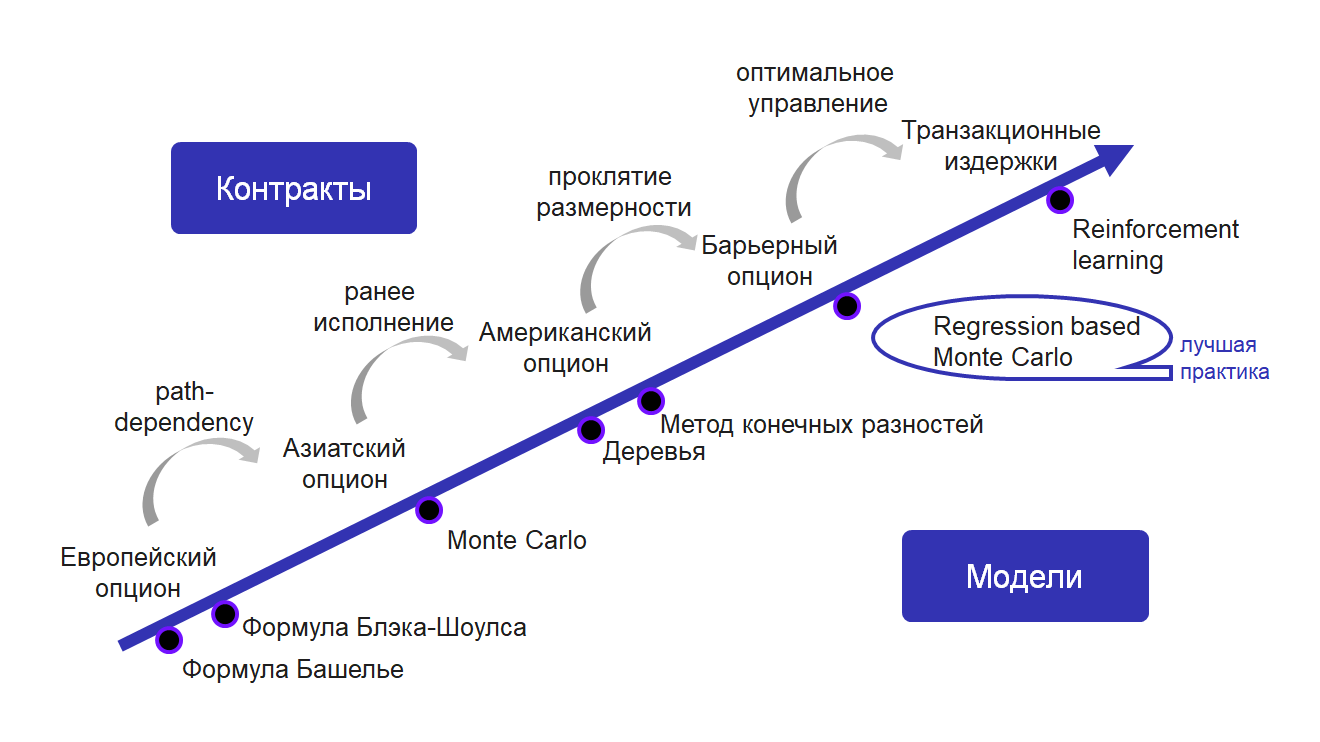 оптимальное
управление
Транзакционные
издержки
Контракты
проклятие
размерности
Reinforcement
learning
Барьерный
опцион
ранее
исполнение
Американский
опцион
Regression based
Monte Carlo
лучшая
практика
path-
dependency
Азиатский
опцион
Метод конечных разностей
Деревья
Monte Carlo
Европейский
опцион
Модели
Формула Блэка-Шоулса
Формула Башелье